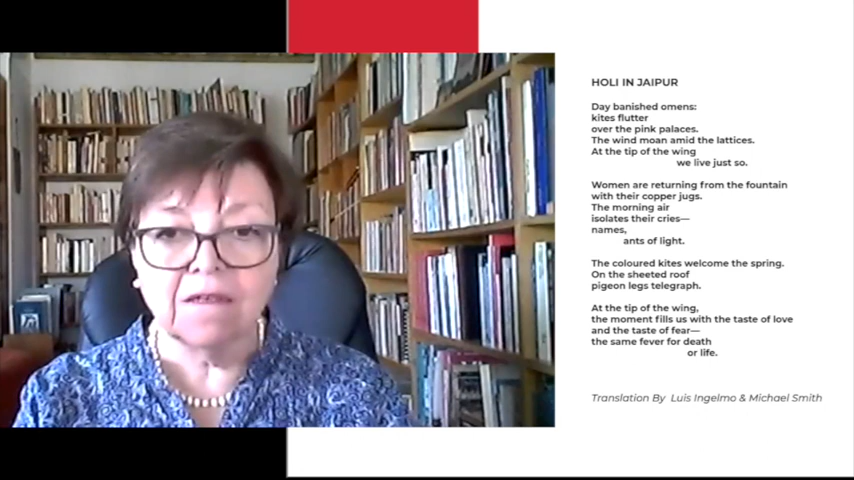 HOLI IN JAIPUR
Day banished omens:
kites flutter
over the pink palaces.
The wind moan amid the lattices.
At the tip of the wing
we live just so.
Women are returning from the fountain
with their copper jugs.
The morning air
isolates their cries—
names,
ants of light.
The coloured kites welcome the spring.
On the sheeted roof
pigeon legs telegraph.
At the tip of the wing,
the moment fills us with the taste of love
and the taste of fear—
the same fever for death
or life.
Translation By Luis Ingelmo & Michael Smith